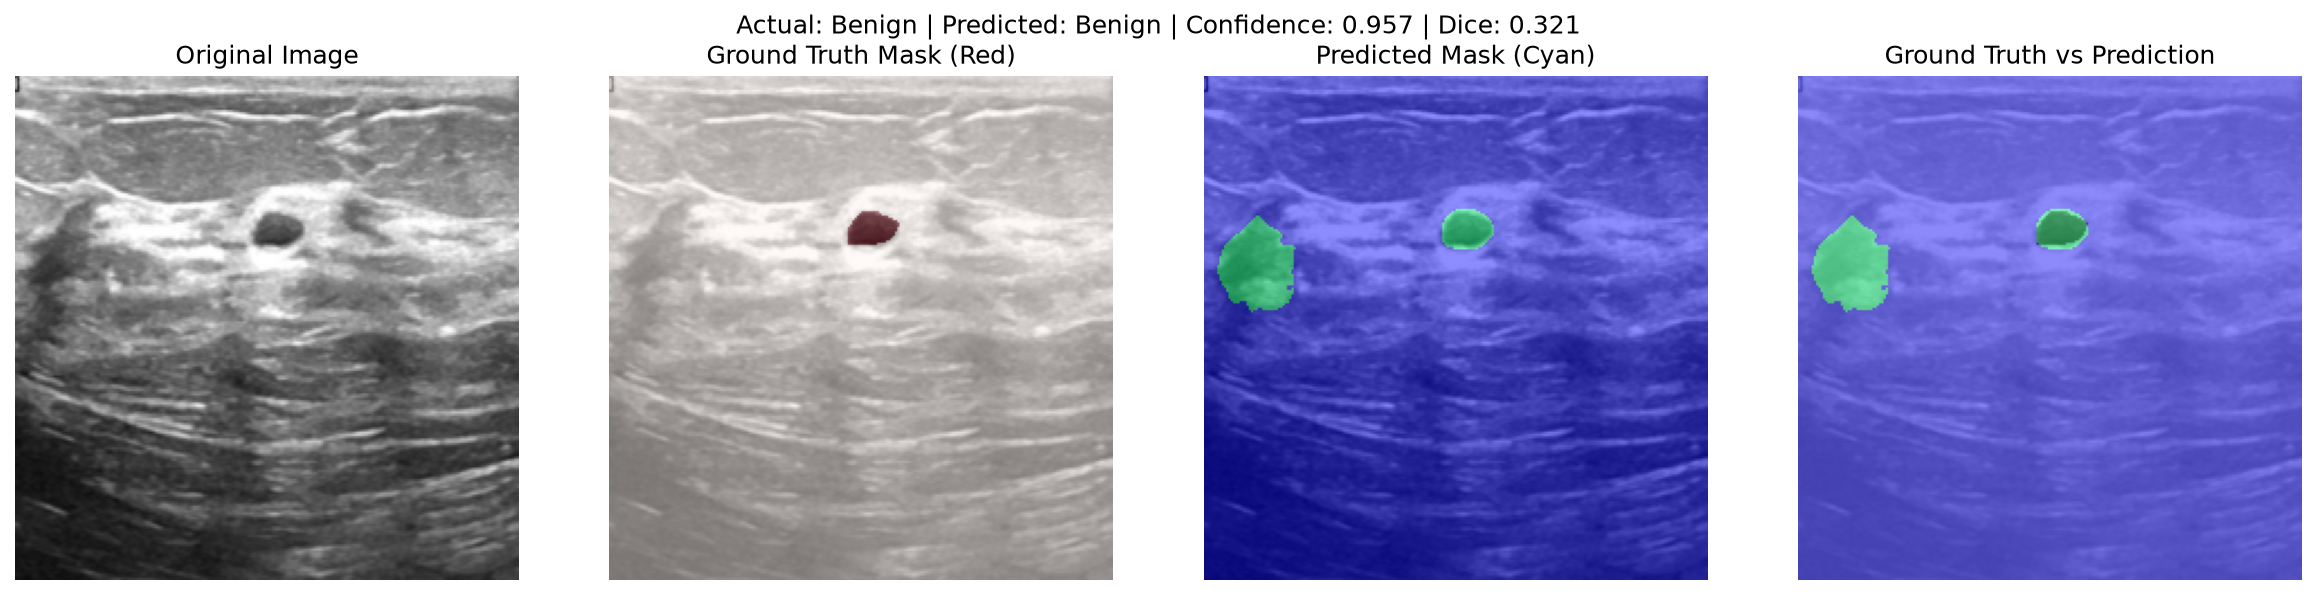 Actual: Benign | Predicted: Benign | Confidence: 0.957 | Dice: 0.321
Original Image
Ground Truth Mask (Red)
Predicted Mask (Cyan)
Ground Truth vs Prediction